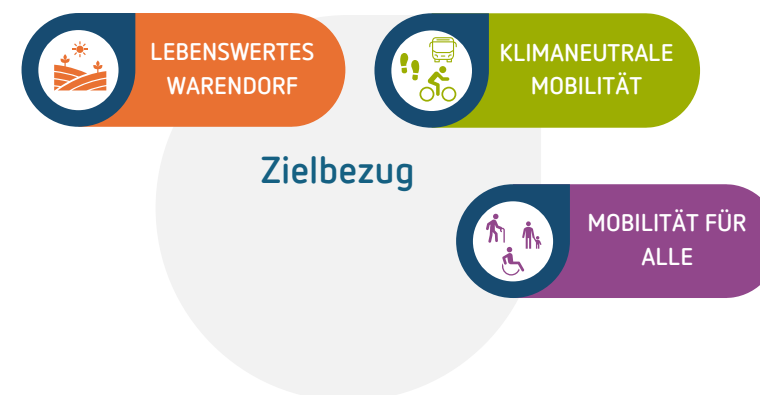 LEBENSWERTES
WARENDORF
KLIMANEUTRALE
MOBILITÄT
Zielbezug
MOBILITÄT FÜR
ALLE